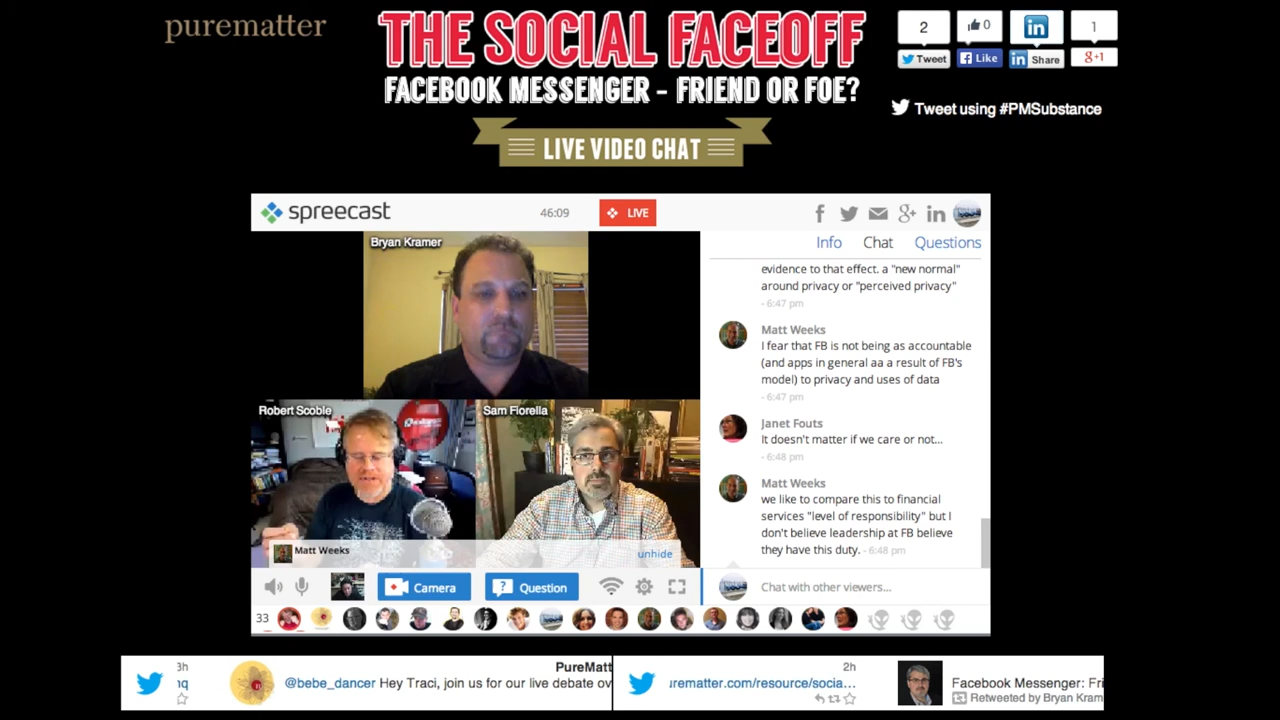 purematter
THE SOCIAL FACEOFF
FACEBOOK MESSENGER - FRIEND OR FOE?
LIVE VIDEO CHAT
2
0
1
Tweet
Like
in Share
g+1
Tweet using #PMSubstance
spreecast
46:09
LIVE
Info Chat Questions
Bryan Kramer
Robert Scoble
Sam Fiorella
evidence to that effect. a "new normal"
around privacy or "perceived privacy"
- 6:47 pm
Matt Weeks
I fear that FB is not being as accountable
(and apps in general aa a result of FB's
model) to privacy and uses of data
- 6:47 pm
Janet Fouts
It doesn't matter if we care or not...
- 6:48 pm
Matt Weeks
we like to compare this to financial
services "level of responsibility" but I
don't believe leadership at FB believe
they have this duty. - 6:48 pm
Matt Weeks
unhide
Camera
Question
Chat with other viewers...
33
3h
PureMatt
@bebe_dancer Hey Traci, join us for our live debate ov
2h
urematter.com/resource/socia...
Facebook Messenger: Fri
Retweeted by Bryan Kram